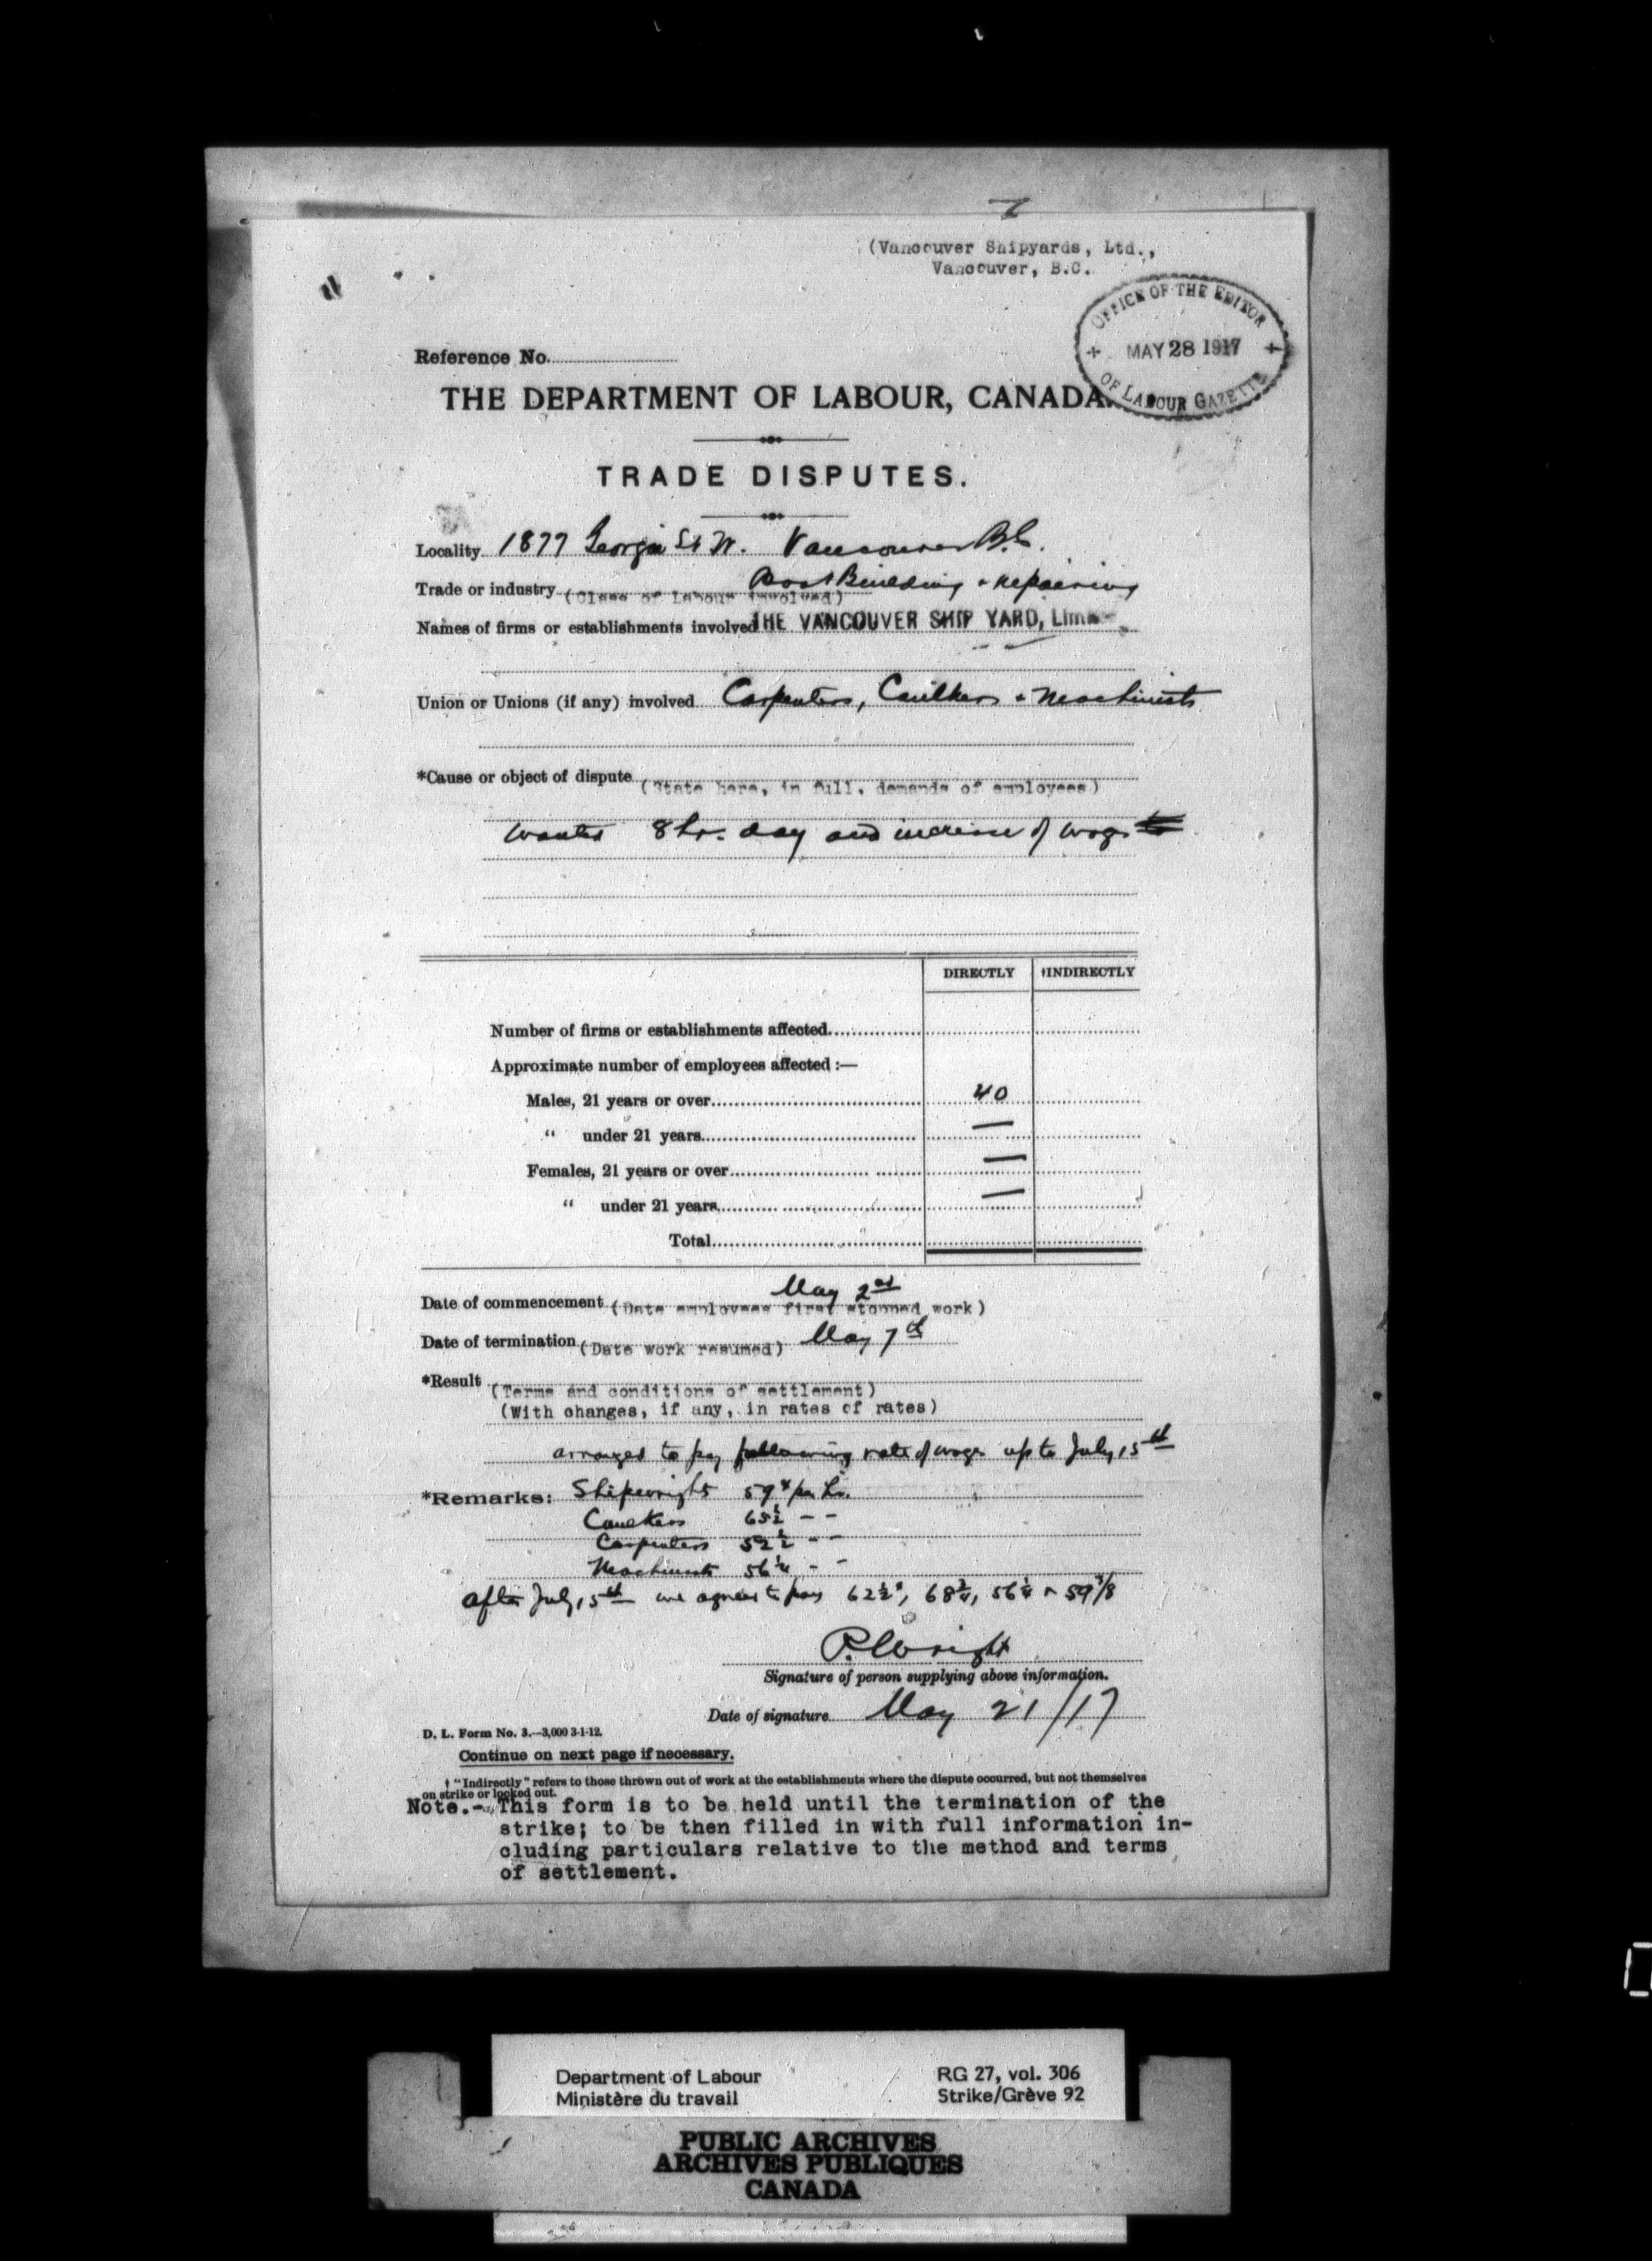 (Vancouver Shipyards, Ltd.,
Vancouver, B.C.
OFFICE OF THE EDITOR
MAY 28 1917
OF LABOUR GAZETTE
Reference No.
THE DEPARTMENT OF LABOUR, CANADA.
TRADE DISPUTES.
Locality 1877 Georgia St W. Vancouver B.C.
Trade or industry Boat Building + Repairing
(Class of Labour involved)
Names of firms or establishments involved THE VANCOUVER SHIP YARD, Lim
Union or Unions (if any) involved Carpenters, Caulkers + Machinists
*Cause or object of dispute
(State here, in full, demands of employees)
wanted 8 hr. day and increase of wages
DIRECTLY †INDIRECTLY
Number of firms or establishments affected
Approximate number of employees affected :—
Males, 21 years or over 40
“ under 21 years —
Females, 21 years or over —
“ under 21 years —
Total
Date of commencement May 2nd
(Date employees first stopped work)
Date of termination (Date work resumed) May 7th
*Result
(Terms and conditions of settlement)
(With changes, if any, in rates of rates)
arranged to pay following rate of wages up to July 15th
*Remarks: Shipwrights 59¢ per hr.
Caulkers 65½ - -
Carpenters 52½ - -
Machinists 56¼ - -
after July 15th we agree to pay 62½¢, 68¾, 56¼ + 59⅜
P. Wright
Signature of person supplying above information.
Date of signature May 21/17
D. L. Form No. 3.—3,000 3-1-12.
Continue on next page if necessary.
† “Indirectly” refers to those thrown out of work at the establishments where the dispute occurred, but not themselves
on strike or locked out.
Note.- This form is to be held until the termination of the
strike; to be then filled in with full information in-
cluding particulars relative to the method and terms
of settlement.
Department of Labour RG 27, vol. 306
Ministère du travail Strike/Grève 92
PUBLIC ARCHIVES
ARCHIVES PUBLIQUES
CANADA